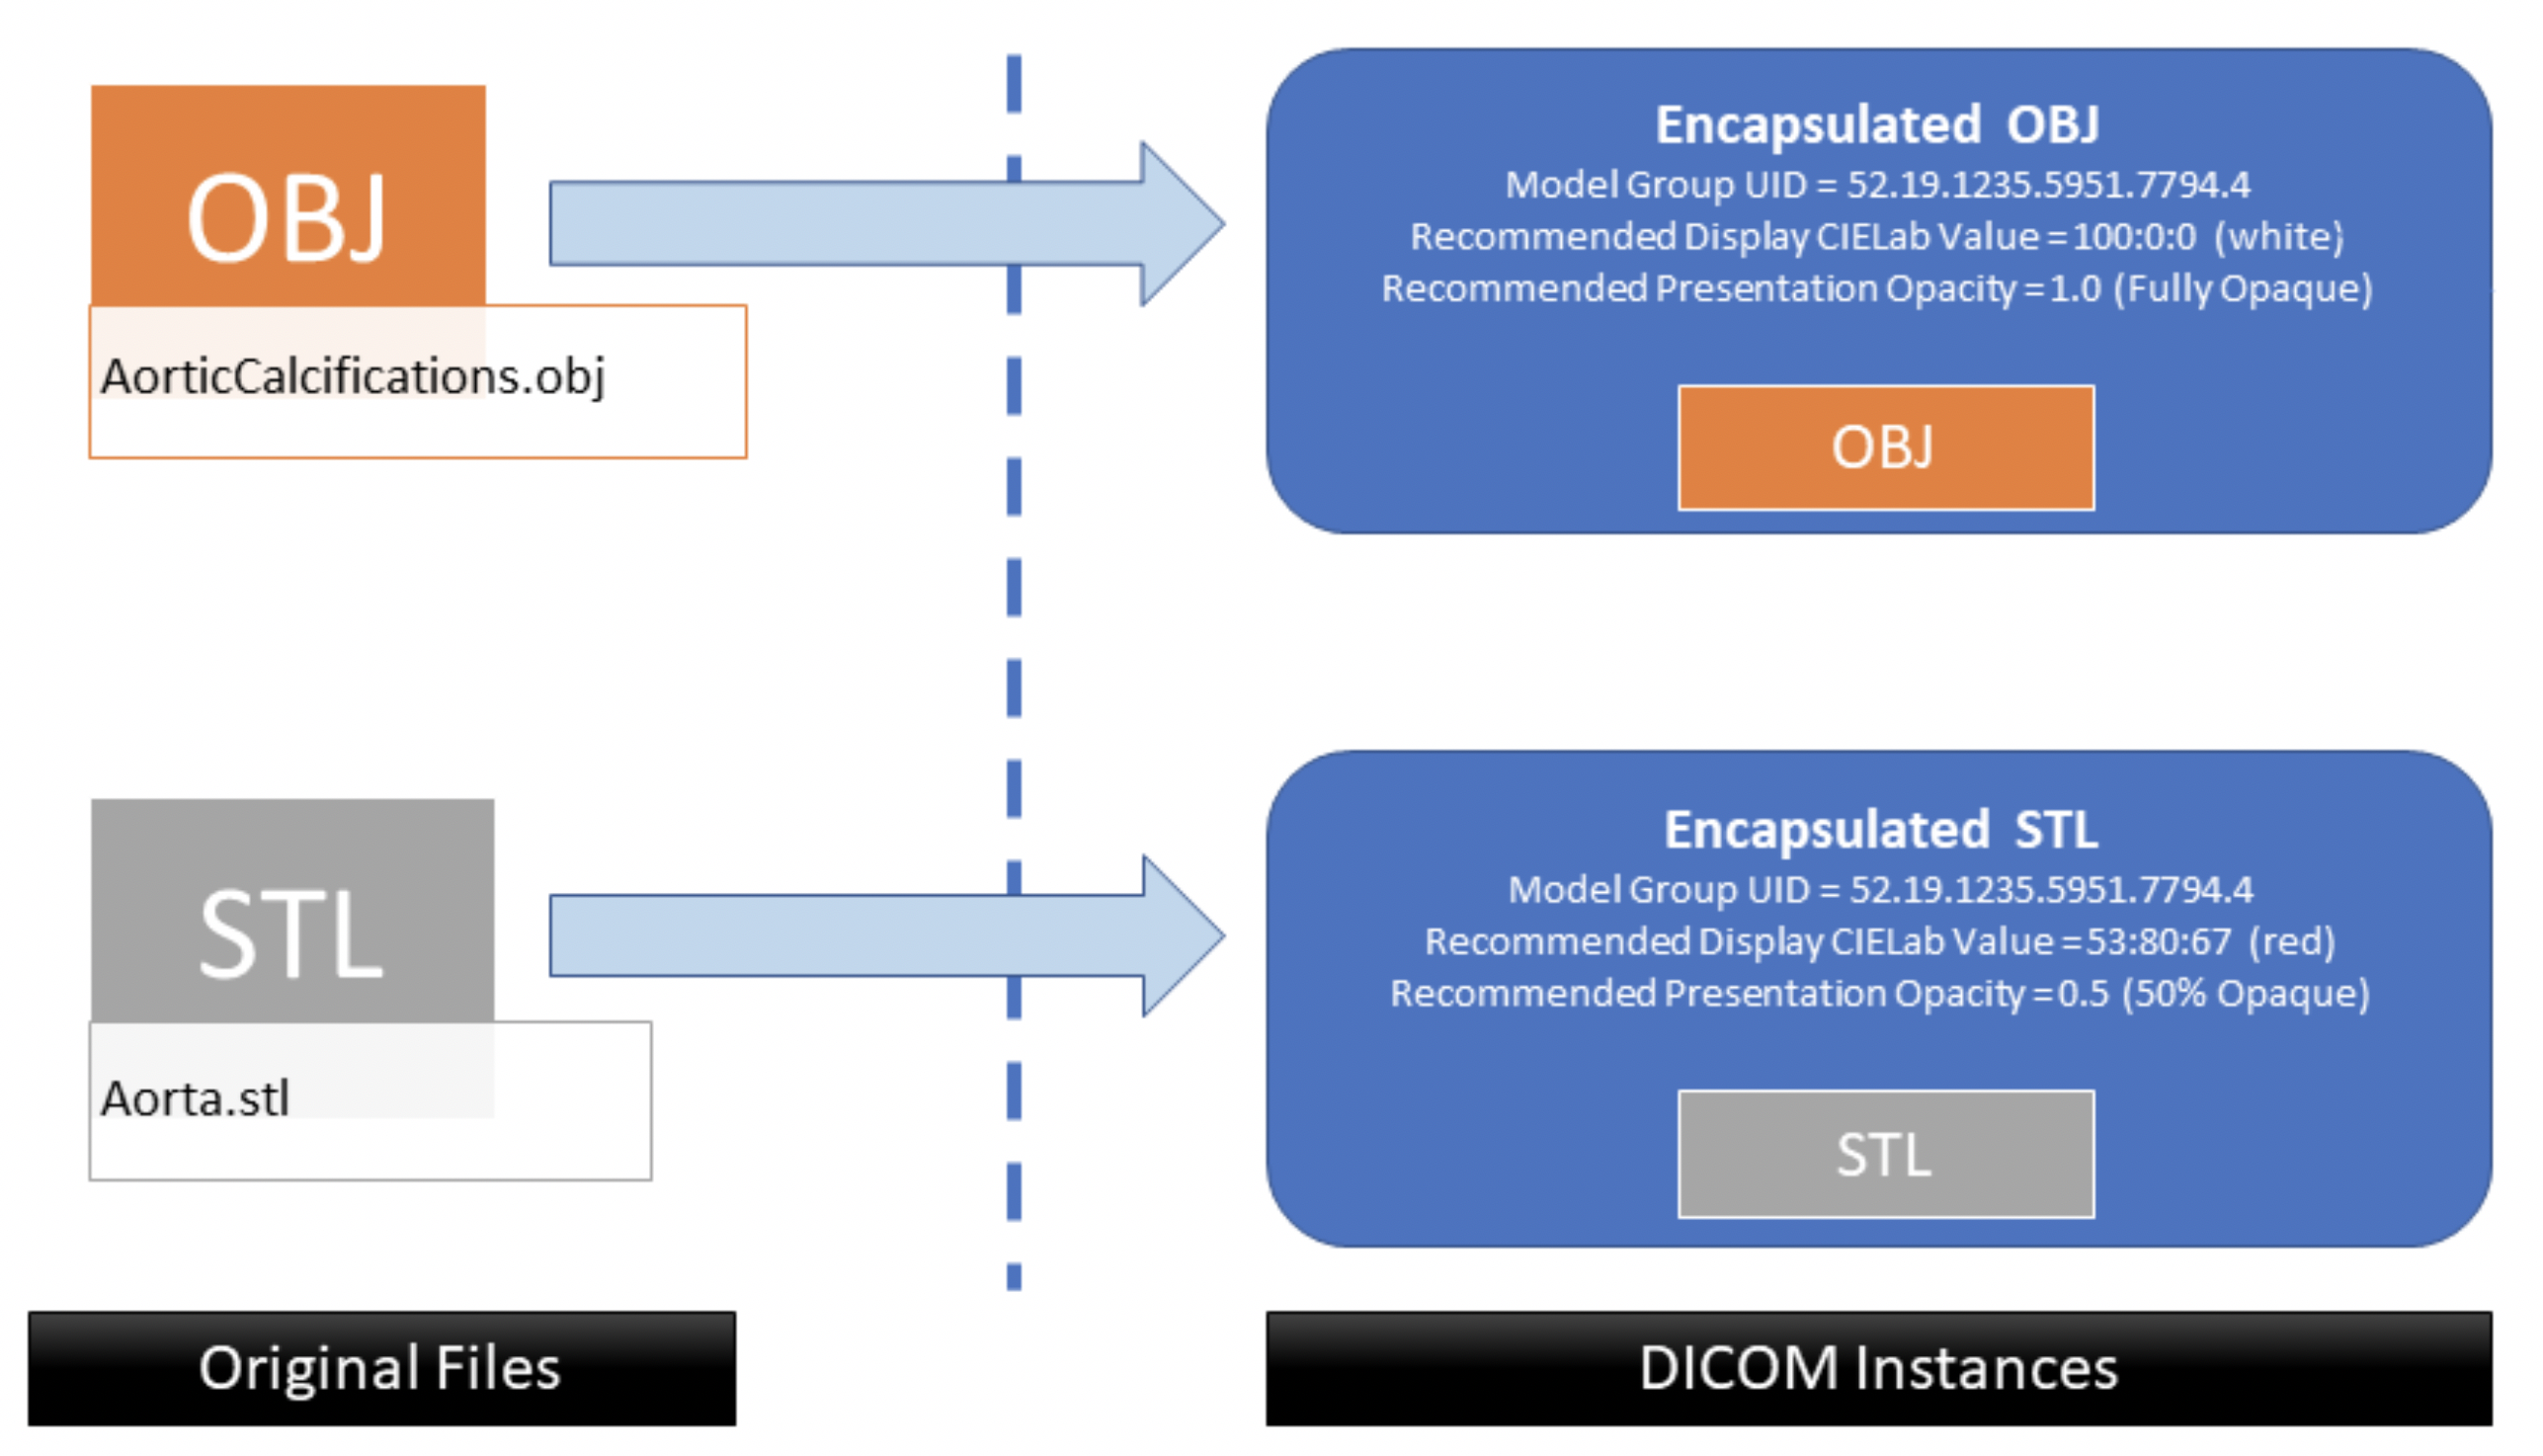 OBJ
AorticCalcifications.obj
Encapsulated OBJ
Model Group UID = 52.19.1235.5951.7794.4
Recommended Display CIELab Value = 100:0:0 (white)
Recommended Presentation Opacity = 1.0 (Fully Opaque)
OBJ
STL
Aorta.stl
Encapsulated STL
Model Group UID = 52.19.1235.5951.7794.4
Recommended Display CIELab Value = 53:80:67 (red)
Recommended Presentation Opacity = 0.5 (50% Opaque)
STL
Original Files
DICOM Instances